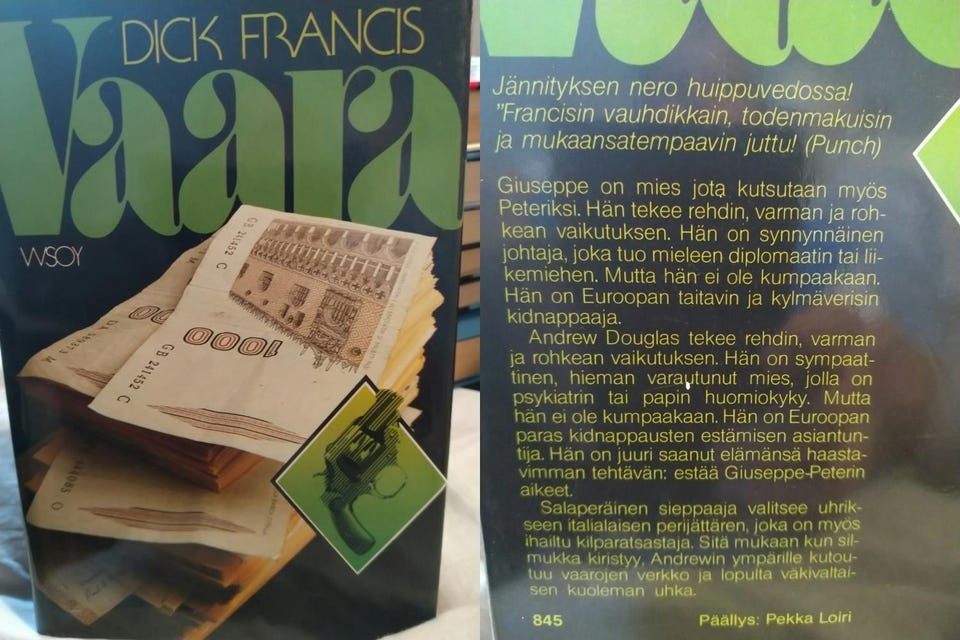 DICK FRANCIS
Vaara
WSOY
GB 241452 C
1000
GB 241452 C
Jännityksen nero huippuvedossa!
"Francisin vauhdikkain, todenmakuisin
ja mukaansatempaavin juttu! (Punch)
Giuseppe on mies jota kutsutaan myös
Peteriksi. Hän tekee rehdin, varman ja roh-
kean vaikutuksen. Hän on synnynnäinen
johtaja, joka tuo mieleen diplomaatin tai lii-
kemiehen. Mutta hän ei ole kumpaakaan.
Hän on Euroopan taitavin ja kylmäverisin
kidnappaaja.
Andrew Douglas tekee rehdin, varman
ja rohkean vaikutuksen. Hän on sympaat-
tinen, hieman varautunut mies, jolla on
psykiatrin tai papin huomiokyky. Mutta
hän ei ole kumpaakaan. Hän on Euroopan
paras kidnappausten estämisen asiantun-
tija. Hän on juuri saanut elämänsä haasta-
vimman tehtävän: estää Giuseppe-Peterin
aikeet.
Salaperäinen sieppaaja valitsee uhrik-
seen italialaisen perijättären, joka on myös
ihailtu kilparatsastaja. Sitä mukaan kun sil-
mukka kiristyy, Andrewin ympärille kutou-
tuu vaarojen verkko ja lopulta väkivaltai-
sen kuoleman uhka.
845
Päällys: Pekka Loiri